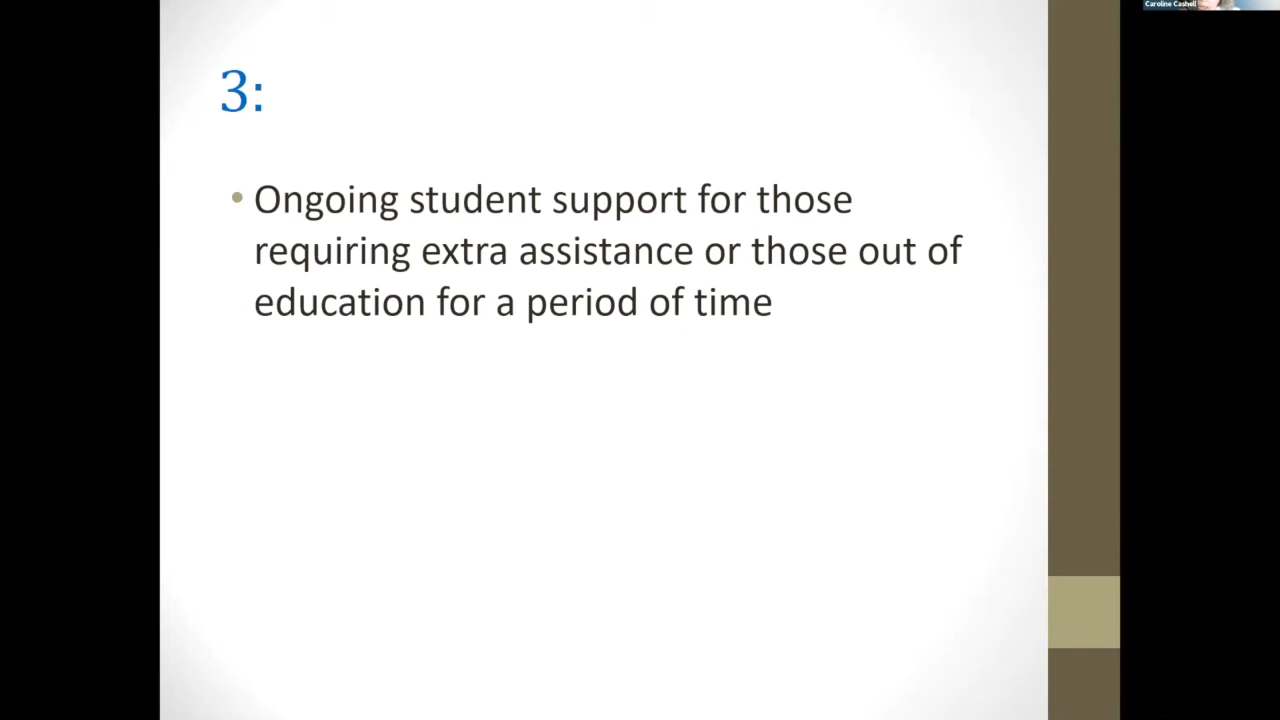 Caroline Cashell
3:
• Ongoing student support for those
requiring extra assistance or those out of
education for a period of time